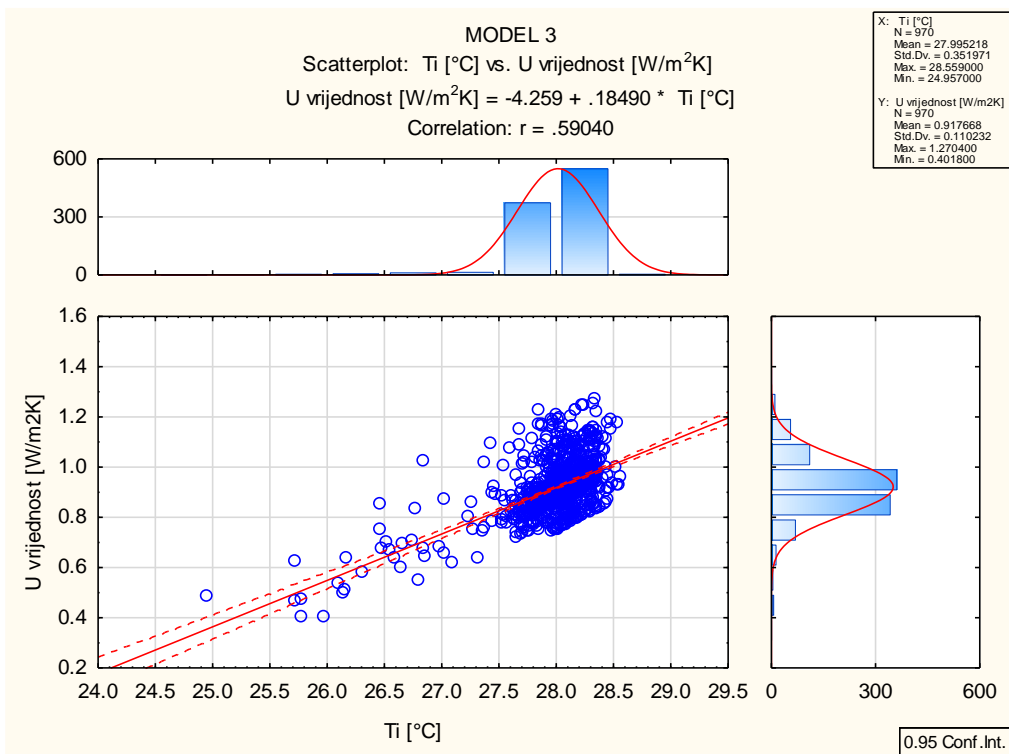 MODEL 3
Scatterplot: Ti [°C] vs. U vrijednost [W/m²K]
U vrijednost [W/m²K] = -4.259 + .18490 * Ti [°C]
Correlation: r = .59040
X: Ti [°C]
N = 970
Mean = 27.995218
Std.Dv. = 0.351971
Max. = 28.559000
Min. = 24.957000
Y: U vrijednost [W/m2K]
N = 970
Mean = 0.917668
Std.Dv. = 0.110232
Max. = 1.270400
Min. = 0.401800
600
300
0
1.6
1.4
1.2
1.0
0.8
0.6
0.4
0.2
U vrijednost [W/m2K]
24.0 24.5 25.0 25.5 26.0 26.5 27.0 27.5 28.0 28.5 29.0 29.5
Ti [°C]
0 300 600
0.95 Conf.Int.